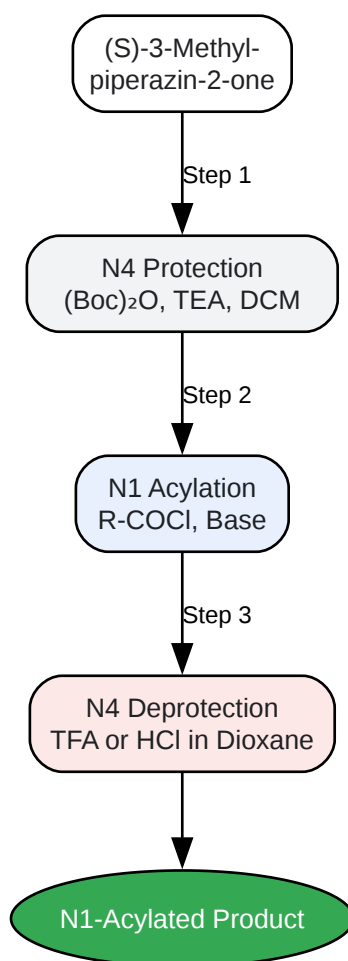 (S)-3-Methyl-
piperazin-2-one
Step 1
N4 Protection
(Boc)₂O, TEA, DCM
Step 2
N1 Acylation
R-COCl, Base
Step 3
N4 Deprotection
TFA or HCl in Dioxane
N1-Acylated Product